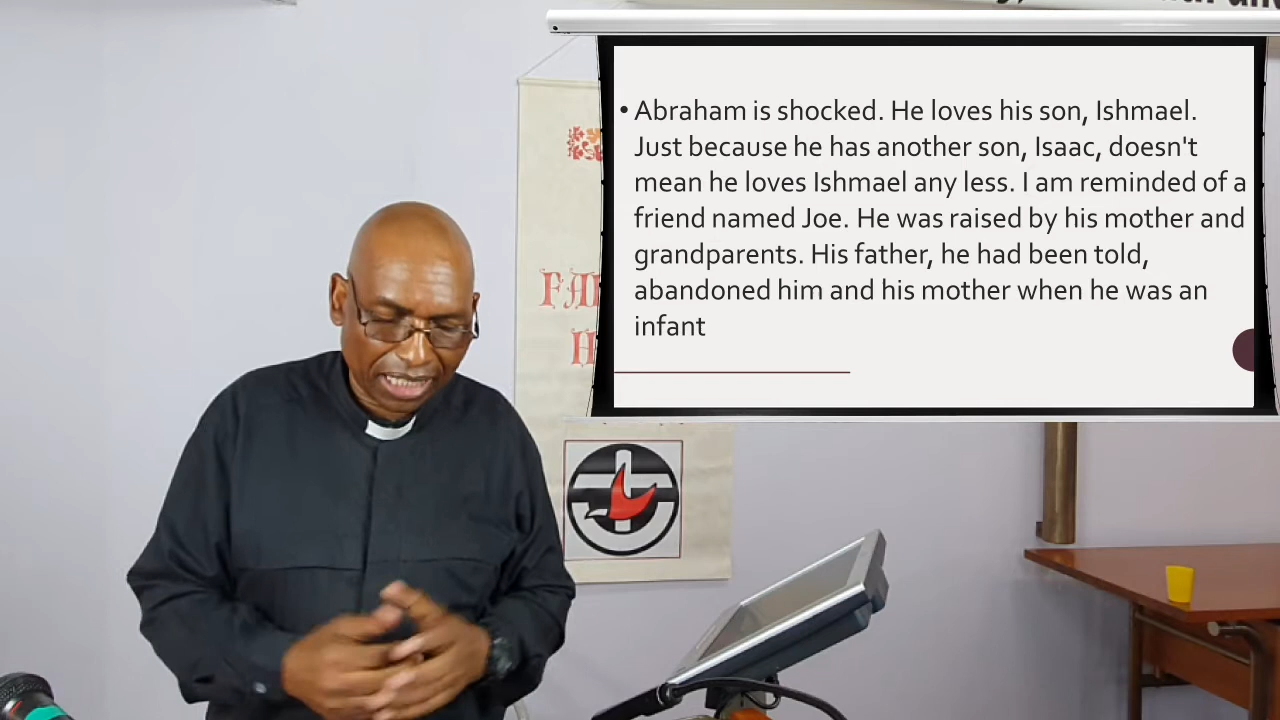 • Abraham is shocked. He loves his son, Ishmael.
Just because he has another son, Isaac, doesn't
mean he loves Ishmael any less. I am reminded of a
friend named Joe. He was raised by his mother and
grandparents. His father, he had been told,
abandoned him and his mother when he was an
infant